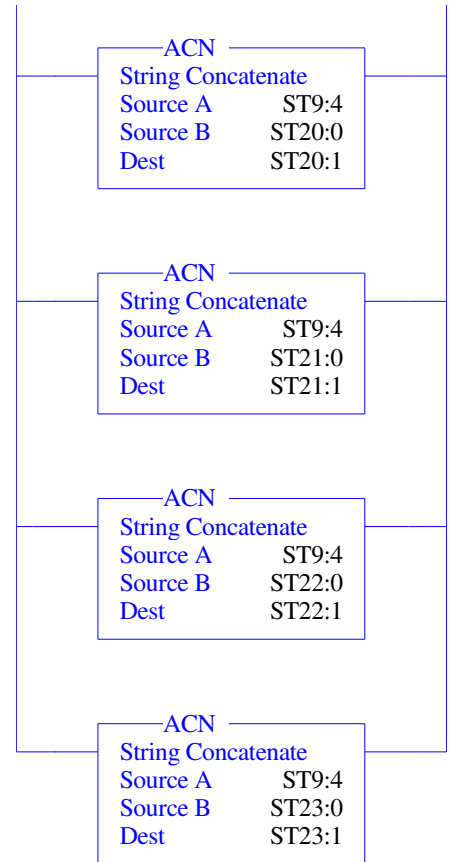 ACN
String Concatenate
Source A ST9:4
Source B ST20:0
Dest ST20:1
ACN
String Concatenate
Source A ST9:4
Source B ST21:0
Dest ST21:1
ACN
String Concatenate
Source A ST9:4
Source B ST22:0
Dest ST22:1
ACN
String Concatenate
Source A ST9:4
Source B ST23:0
Dest ST23:1